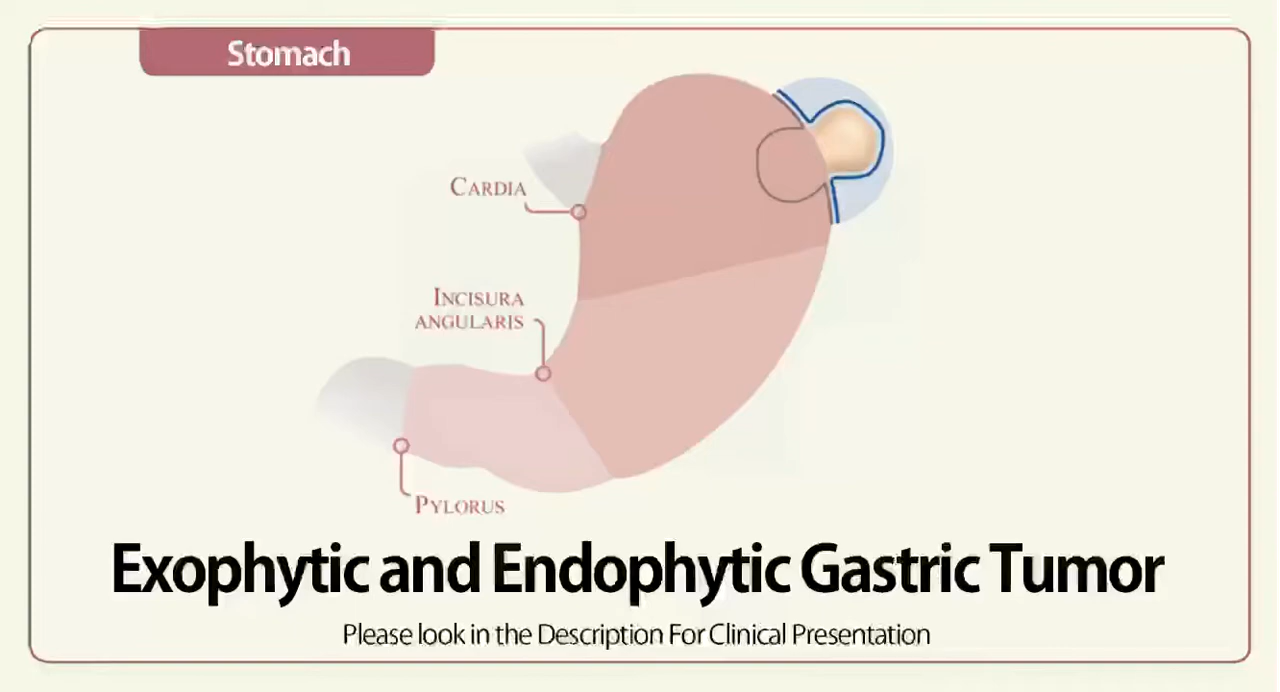 Stomach
CARDIA
INCISURA
ANGULARIS
PYLORUS
Exophytic and Endophytic Gastric Tumor
Please look in the Description For Clinical Presentation